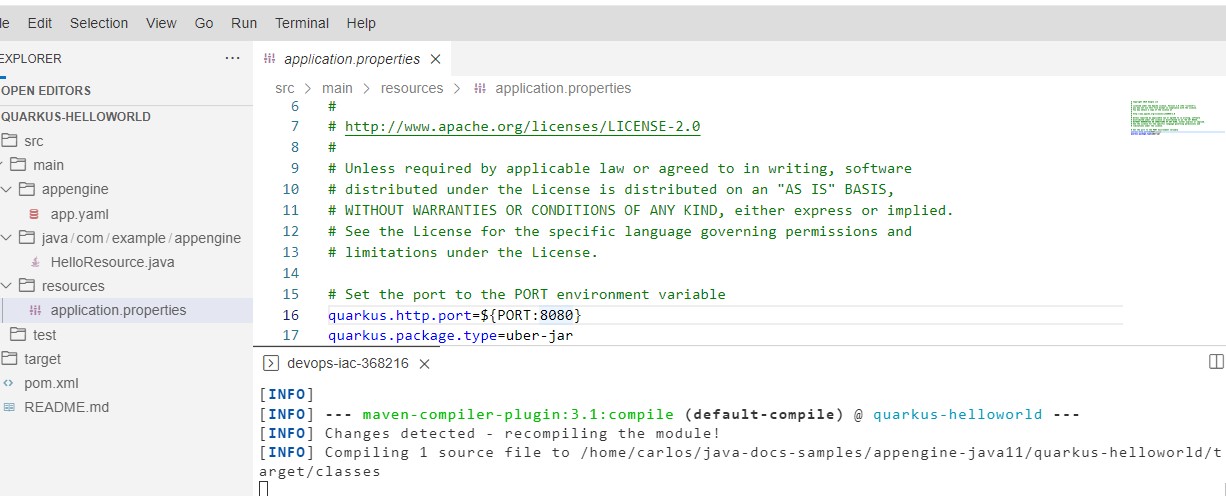 le Edit Selection View Go Run Terminal Help
EXPLORER ···
OPEN EDITORS
QUARKUS-HELLOWORLD
src
main
appengine
app.yaml
java/com/example/appengine
HelloResource.java
resources
application.properties
test
target
pom.xml
README.md
application.properties
src > main > resources > application.properties
6 #
7 # http://www.apache.org/licenses/LICENSE-2.0
8 #
9 # Unless required by applicable law or agreed to in writing, software
10 # distributed under the License is distributed on an "AS IS" BASIS,
11 # WITHOUT WARRANTIES OR CONDITIONS OF ANY KIND, either express or implied.
12 # See the License for the specific language governing permissions and
13 # limitations under the License.
14
15 # Set the port to the PORT environment variable
16 quarkus.http.port=${PORT:8080}
17 quarkus.package.type=uber-jar
devops-iac-368216
[INFO]
[INFO] --- maven-compiler-plugin:3.1:compile (default-compile) @ quarkus-helloworld ---
[INFO] Changes detected - recompiling the module!
[INFO] Compiling 1 source file to /home/carlos/java-docs-samples/appengine-java11/quarkus-helloworld/t
arget/classes